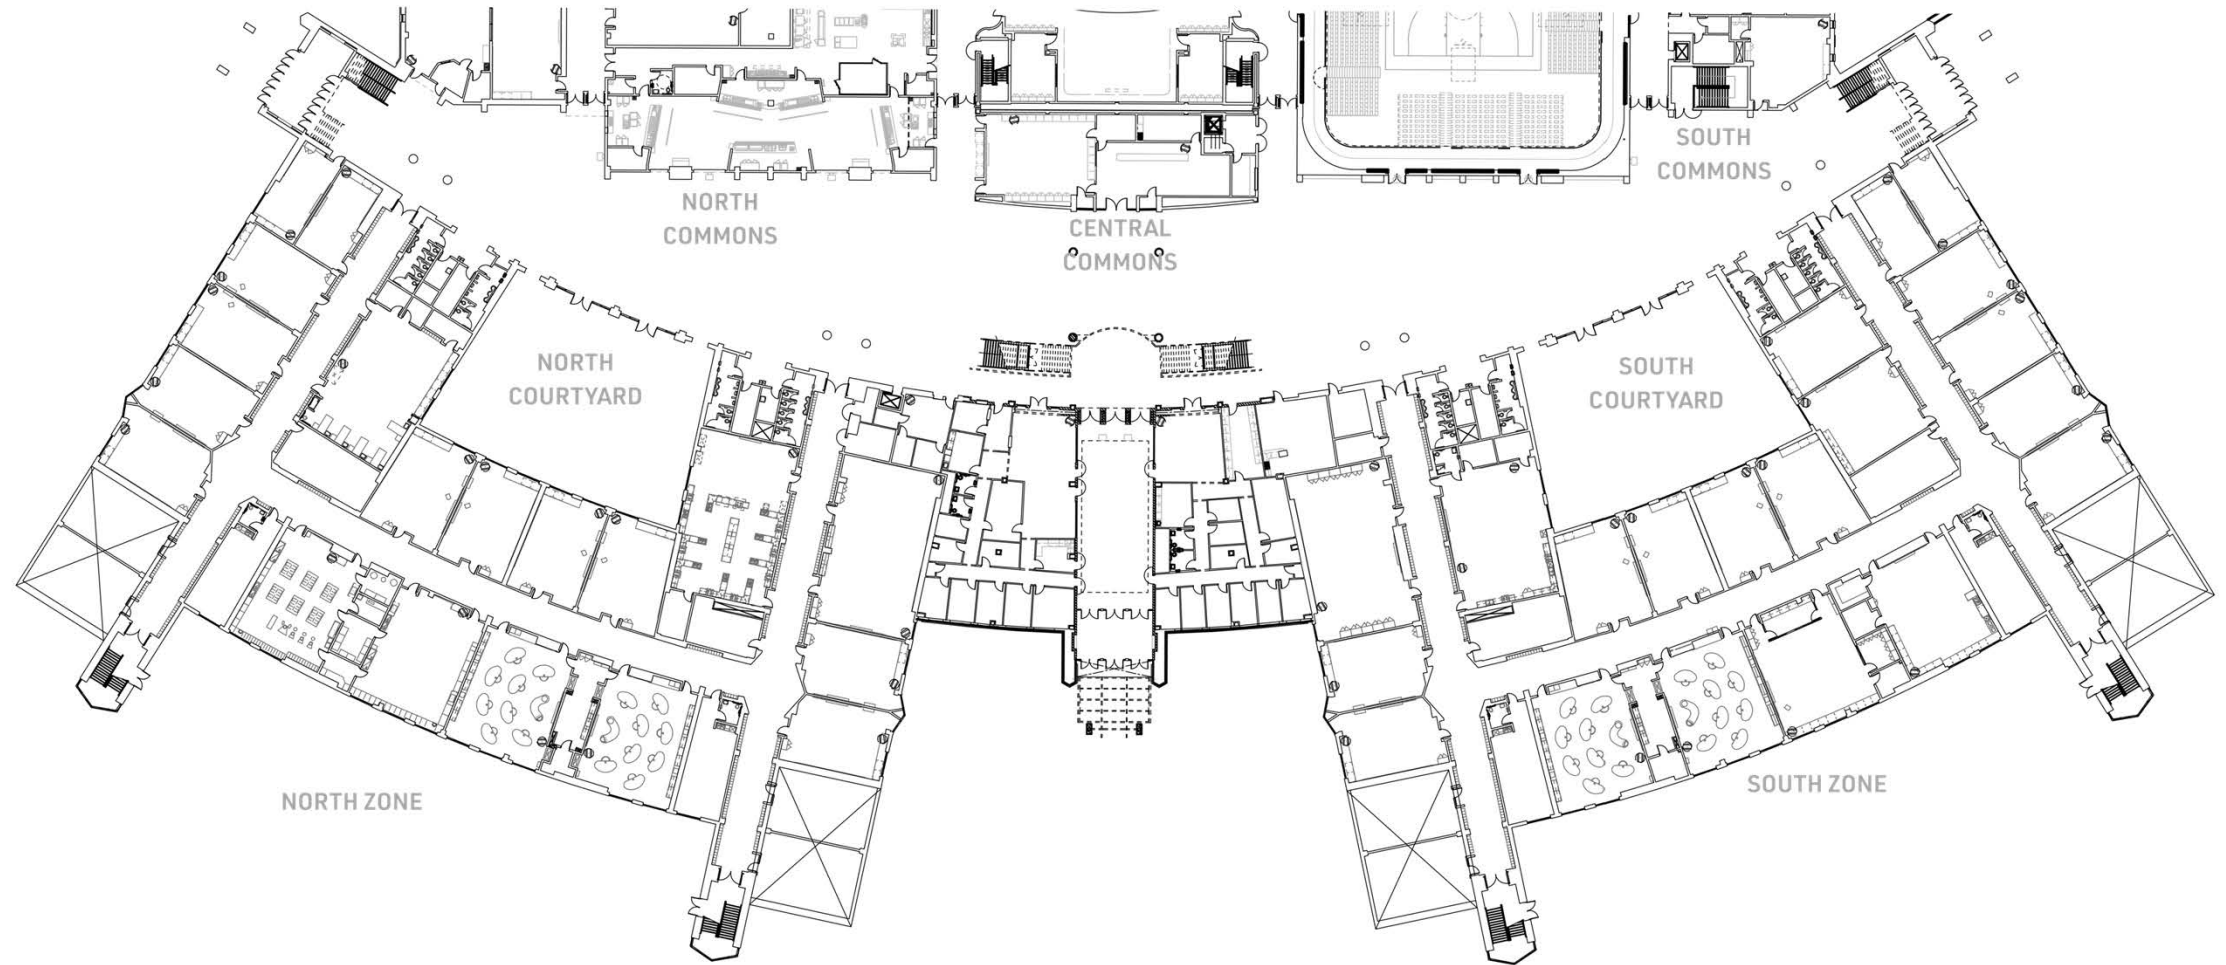 SOUTH
COMMONS
NORTH
COMMONS
CENTRAL
COMMONS
NORTH
COURTYARD
SOUTH
COURTYARD
NORTH ZONE
SOUTH ZONE